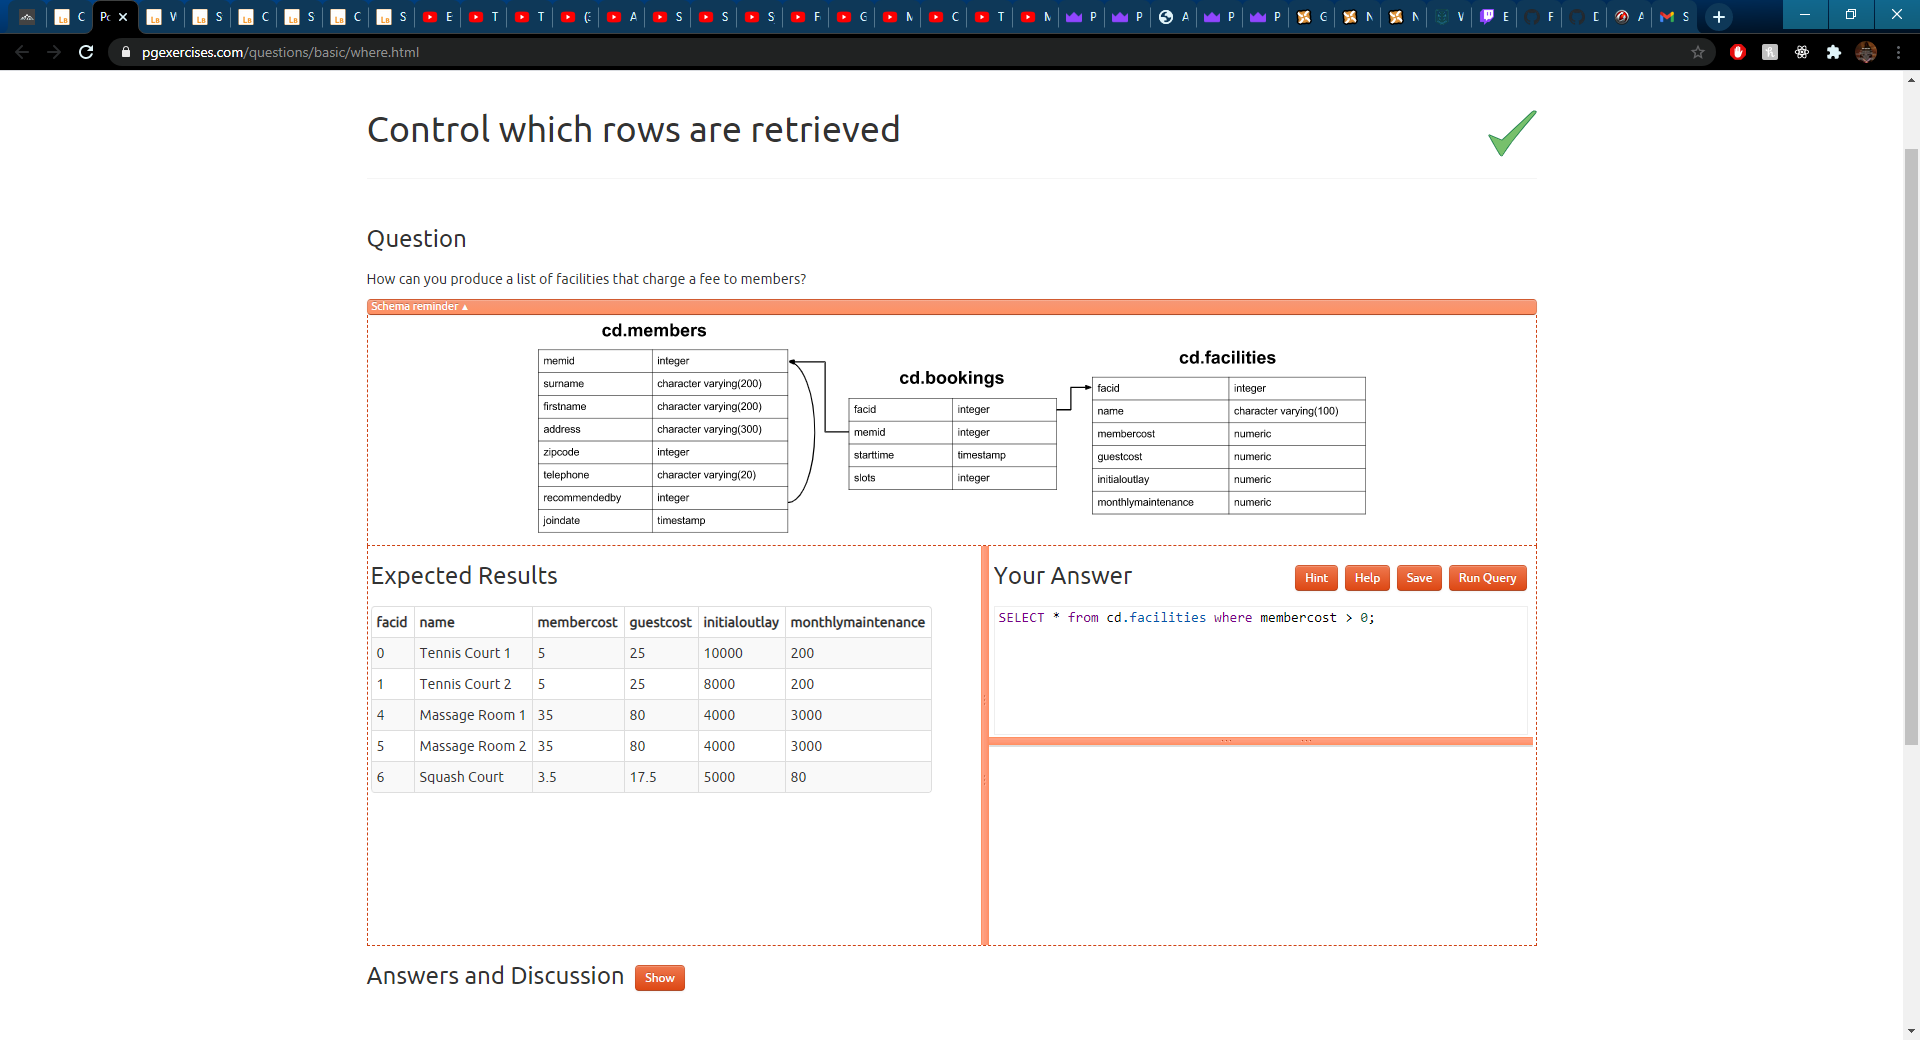 pgexercises.com/questions/basic/where.html
Control which rows are retrieved
Question
How can you produce a list of facilities that charge a fee to members?
Schema reminder ▲
cd.members
memid integer
surname character varying(200)
firstname character varying(200)
address character varying(300)
zipcode integer
telephone character varying(20)
recommendedby integer
joindate timestamp
cd.bookings
facid integer
memid integer
starttime timestamp
slots integer
cd.facilities
facid integer
name character varying(100)
membercost numeric
guestcost numeric
initialoutlay numeric
monthlymaintenance numeric
Expected Results
facid name membercost guestcost initialoutlay monthlymaintenance
0 Tennis Court 1 5 25 10000 200
1 Tennis Court 2 5 25 8000 200
4 Massage Room 1 35 80 4000 3000
5 Massage Room 2 35 80 4000 3000
6 Squash Court 3.5 17.5 5000 80
Your Answer
Hint Help Save Run Query
SELECT * from cd.facilities where membercost > 0;
Answers and Discussion Show